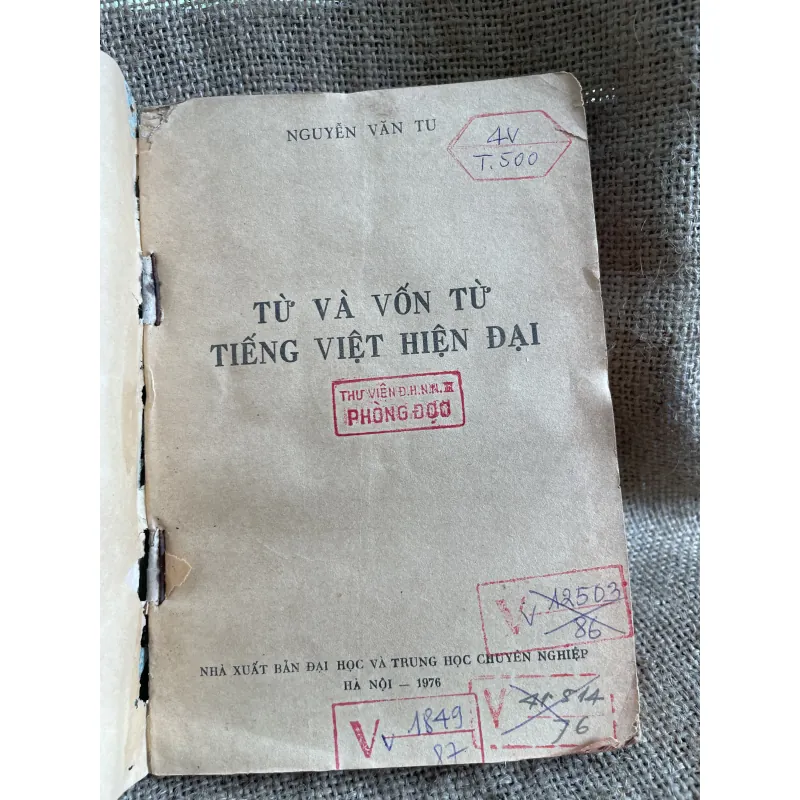 NGUYỄN VĂN TU
4V
T.500
TỪ VÀ VỐN TỪ
TIẾNG VIỆT HIỆN ĐẠI
THƯ VIỆN Đ.H.N.N.III
PHÒNG ĐỌC
V V 12503
86
NHÀ XUẤT BẢN ĐẠI HỌC VÀ TRUNG HỌC CHUYÊN NGHIỆP
HÀ NỘI — 1976
V 41814
76
V V 1849
87